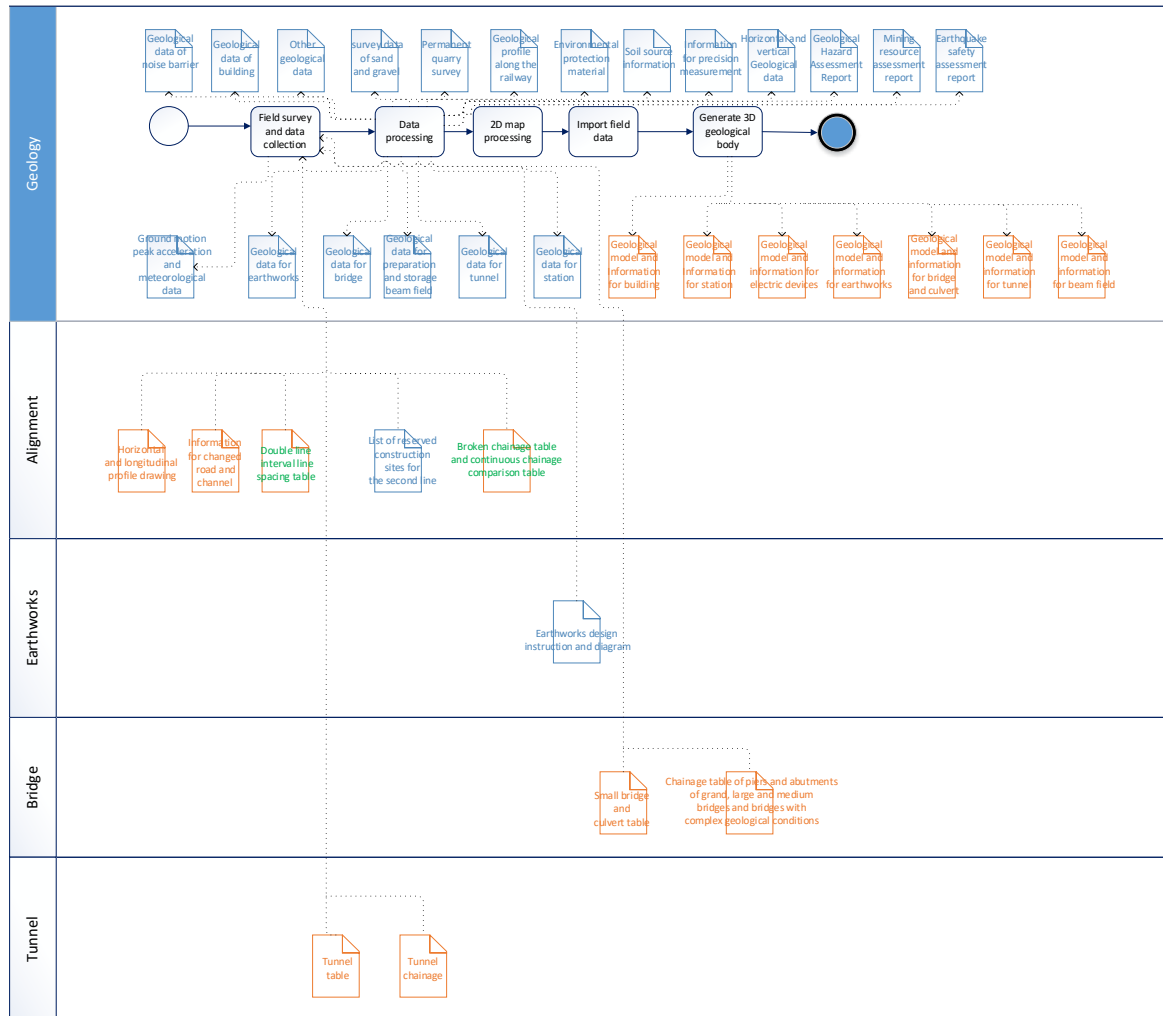 Geology
Geological
data of
noise barrier
Geological
data of
building
Other
geological
data
survey data
of sand
and gravel
Permanent
quarry
survey
Geological
profile
along the
railway
Environmental
protection
material
Soil source
information
Information
for precision
measurement
Horizontal and
vertical
Geological
data
Geological
Hazard
Assessment
Report
Mining
resource
assessment
report
Earthquake
safety
assessment
report
Field survey
and data
collection
Data
processing
2D map
processing
Import field
data
Generate 3D
geological
body
Ground motion
peak acceleration
and
meteorological
data
Geological
data for
earthworks
Geological
data for
bridge
Geological
data for
preparation
and storage
beam field
Geological
data for
tunnel
Geological
data for
station
Geological
model and
information
for building
Geological
model and
information
for station
Geological
model and
information for
electric devices
Geological
model and
information
for earthworks
Geological
model and
information
for bridge
and culvert
Geological
model and
information
for tunnel
Geological
model and
information
for beam field
Alignment
Horizontal
and longitudinal
profile drawing
Information
for changed
road and
channel
Double line
interval line
spacing table
List of reserved
construction
sites for
the second line
Broken chainage table
and continuous chainage
comparison table
Earthworks
Earthworks design
instruction and diagram
Bridge
Small bridge
and
culvert table
Chainage table of piers and abutments
of grand, large and medium
bridges and bridges with
complex geological conditions
Tunnel
Tunnel
table
Tunnel
chainage